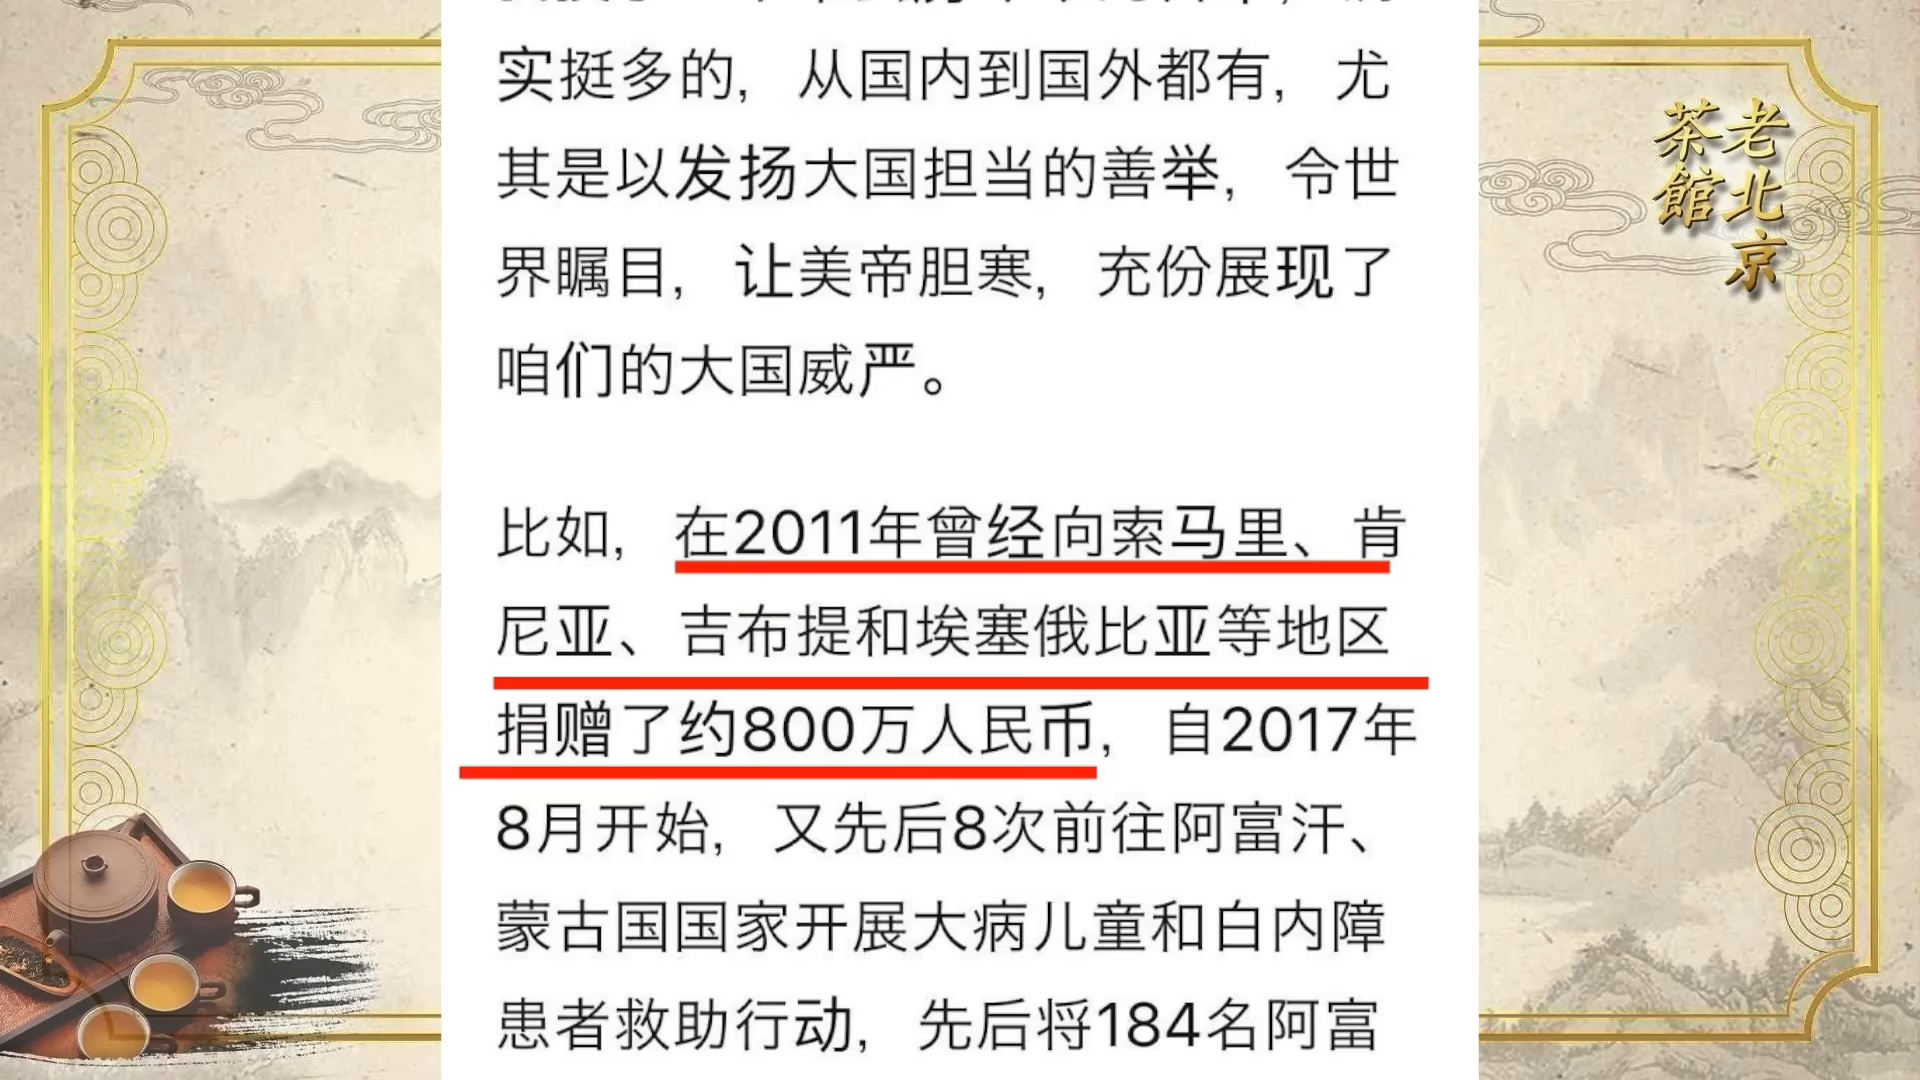 实挺多的，从国内到国外都有，尤
其是以发扬大国担当的善举，令世
界瞩目，让美帝胆寒，充份展现了
咱们的大国威严。
比如，在2011年曾经向索马里、肯
尼亚、吉布提和埃塞俄比亚等地区
捐赠了约800万人民币，自2017年
8月开始，又先后8次前往阿富汗、
蒙古国国家开展大病儿童和白内障
患者救助行动，先后将184名阿富
老北京
茶館